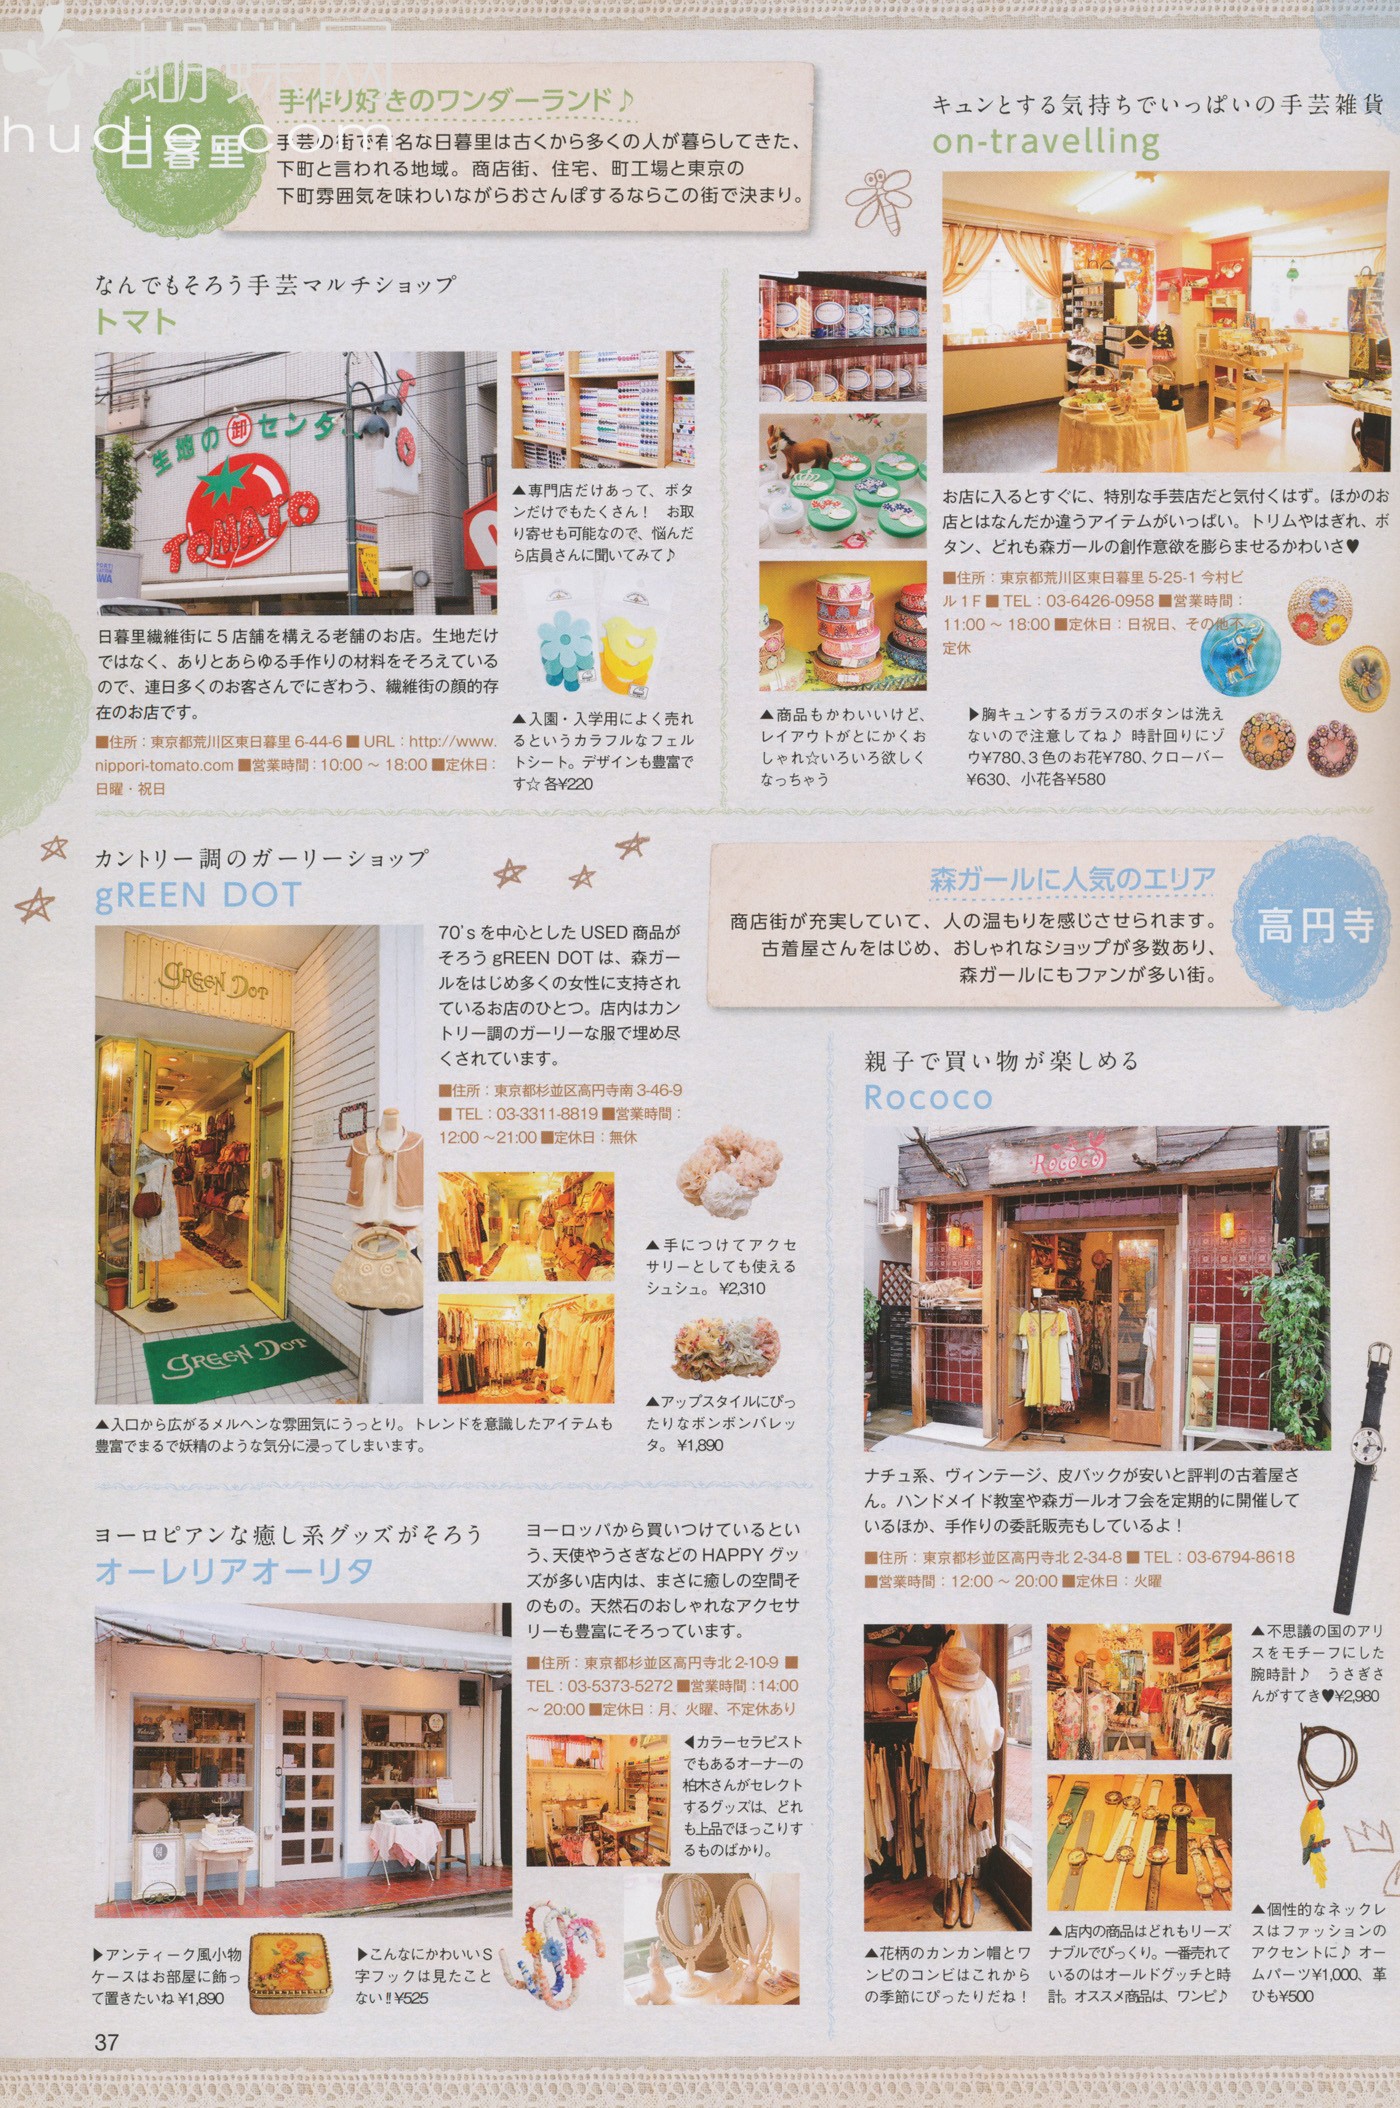 蝴蝶网
hudie.com
日暮里
手作り好きのワンダーランド♪
手芸の街で有名な日暮里は古くから多くの人が暮らしてきた、
下町と言われる地域。商店街、住宅、町工場と東京の
下町雰囲気を味わいながらおさんぽするならこの街で決まり。
なんでもそろう手芸マルチショップ
トマト
生地の卸センター
TOMATO
▲専門店だけあって、ボタ
ンだけでもたくさん！　お取
り寄せも可能なので、悩んだ
ら店員さんに聞いてみて♪
日暮里繊維街に5店舗を構える老舗のお店。生地だけ
ではなく、ありとあらゆる手作りの材料をそろえている
ので、連日多くのお客さんでにぎわう、繊維街の顔的存
在のお店です。
■住所：東京都荒川区東日暮里 6-44-6 ■ URL：http://www.
nippori-tomato.com ■営業時間：10:00 ～ 18:00 ■定休日：
日曜・祝日
▲入園・入学用によく売れ
るというカラフルなフェル
トシート。デザインも豊富で
す☆ 各¥220
キュンとする気持ちでいっぱいの手芸雑貨
on-travelling
お店に入るとすぐに、特別な手芸店だと気付くはず。ほかのお
店とはなんだか違うアイテムがいっぱい。トリムやはぎれ、ボ
タン、どれも森ガールの創作意欲を膨らませるかわいさ♥
■住所：東京都荒川区東日暮里 5-25-1 今村ビ
ル 1 F ■ TEL：03-6426-0958 ■営業時間：
11:00 ～ 18:00 ■定休日：日祝日、その他不
定休
▲商品もかわいいけど、
レイアウトがとにかくお
しゃれ☆いろいろ欲しく
なっちゃう
▶胸キュンするガラスのボタンは洗え
ないので注意してね♪ 時計回りにゾ
ウ¥780、3色のお花¥780、クローバー
¥630、小花各¥580
カントリー調のガーリーショップ
gREEN DOT
GREEN DOT
GREEN DOT
70's を中心とした USED 商品が
そろう gREEN DOT は、森ガー
ルをはじめ多くの女性に支持され
ているお店のひとつ。店内はカン
トリー調のガーリーな服で埋め尽
くされています。
■住所：東京都杉並区高円寺南 3-46-9
■ TEL：03-3311-8819 ■営業時間：
12:00 ～21:00 ■定休日：無休
▲手につけてアクセ
サリーとしても使える
シュシュ。¥2,310
▲アップスタイルにぴっ
たりなボンボンバレッ
タ。¥1,890
▲入口から広がるメルヘンな雰囲気にうっとり。トレンドを意識したアイテムも
豊富でまるで妖精のような気分に浸ってしまいます。
森ガールに人気のエリア
商店街が充実していて、人の温もりを感じさせられます。
古着屋さんをはじめ、おしゃれなショップが多数あり、
森ガールにもファンが多い街。
高円寺
親子で買い物が楽しめる
Rococo
Rococo
ナチュ系、ヴィンテージ、皮バックが安いと評判の古着屋さ
ん。ハンドメイド教室や森ガールオフ会を定期的に開催して
いるほか、手作りの委託販売もしているよ！
■住所：東京都杉並区高円寺北 2-34-8 ■ TEL：03-6794-8618
■営業時間：12:00 ～ 20:00 ■定休日：火曜
▲不思議の国のアリ
スをモチーフにした
腕時計♪　うさぎさ
んがすてき♥¥2,980
▲花柄のカンカン帽とワ
ンピのコンビはこれから
の季節にぴったりだね！
▲店内の商品はどれもリーズ
ナブルでびっくり。一番売れて
いるのはオールドグッチと時
計。オススメ商品は、ワンピ♪
▲個性的なネックレ
スはファッションの
アクセントに♪ オー
ムパーツ¥1,000、革
ひも¥500
ヨーロピアンな癒し系グッズがそろう
オーレリアオーリタ
ヨーロッパから買いつけているとい
う、天使やうさぎなどの HAPPY グッ
ズが多い店内は、まさに癒しの空間そ
のもの。天然石のおしゃれなアクセサ
リーも豊富にそろっています。
■住所：東京都杉並区高円寺北 2-10-9 ■
TEL：03-5373-5272 ■営業時間：14:00
～ 20:00 ■定休日：月、火曜、不定休あり
◀カラーセラピスト
でもあるオーナーの
柏木さんがセレクト
するグッズは、どれ
も上品でほっこりす
るものばかり。
▶アンティーク風小物
ケースはお部屋に飾っ
て置きたいね ¥1,890
▶こんなにかわいいS
字フックは見たこと
ない!! ¥525
37